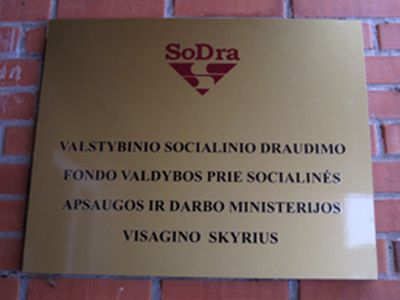 SoDra
VALSTYBINIO SOCIALINIO DRAUDIMO
FONDO VALDYBOS PRIE SOCIALINĖS
APSAUGOS IR DARBO MINISTERIJOS
VISAGINO SKYRIUS